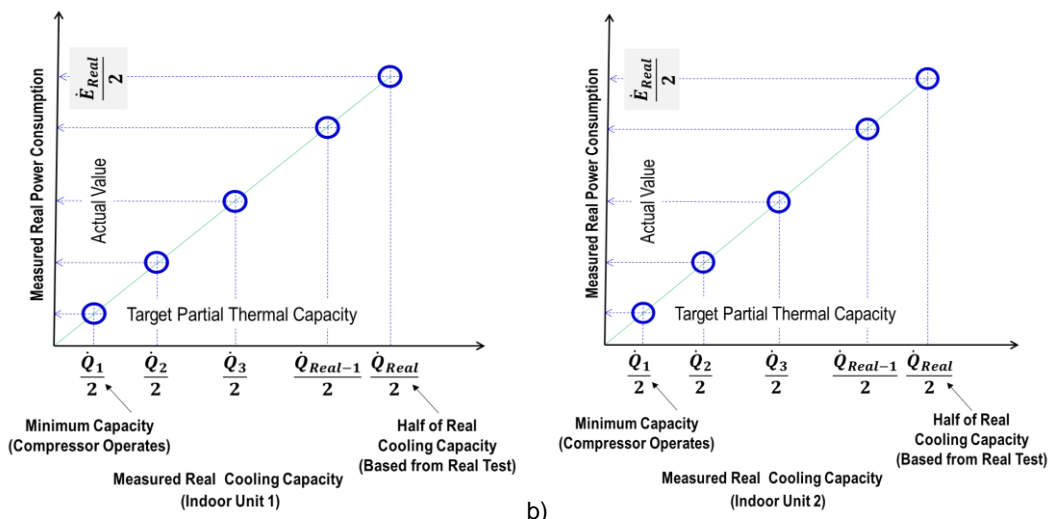 Measured Real Power Consumption
Actual Value
Ė_Real/2
Target Partial Thermal Capacity
Q̇_1/2 Q̇_2/2 Q̇_3/2 Q̇_Real−1/2 Q̇_Real/2
Minimum Capacity
(Compressor Operates)
Half of Real
Cooling Capacity
(Based from Real Test)
Measured Real Cooling Capacity
(Indoor Unit 1)
b)
Measured Real Power Consumption
Actual Value
Ė_Real/2
Target Partial Thermal Capacity
Q̇_1/2 Q̇_2/2 Q̇_3/2 Q̇_Real−1/2 Q̇_Real/2
Minimum Capacity
(Compressor Operates)
Half of Real
Cooling Capacity
(Based from Real Test)
Measured Real Cooling Capacity
(Indoor Unit 2)